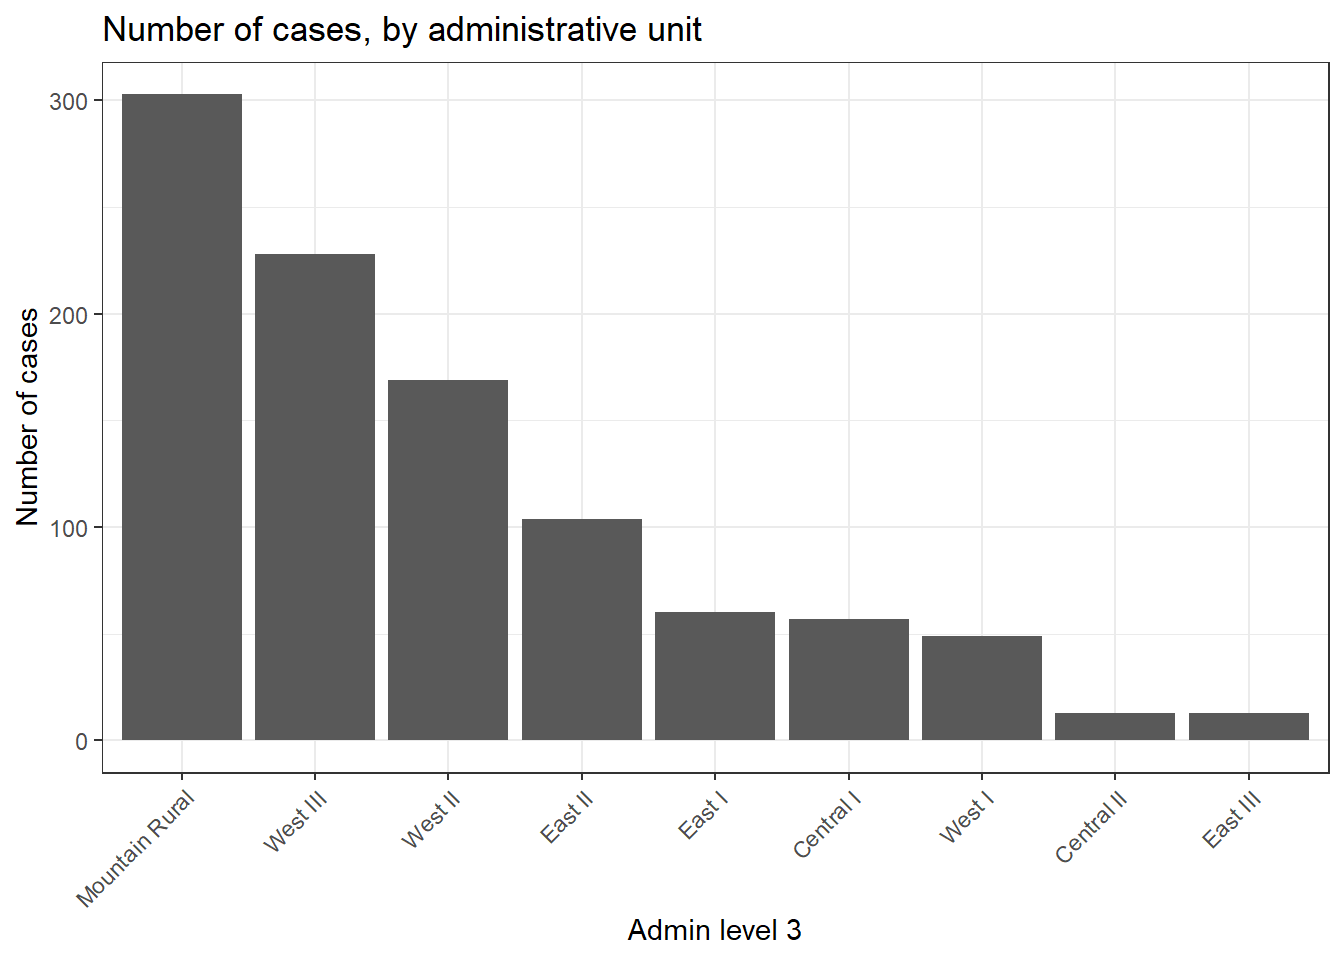 Number of cases, by administrative unit
Number of cases
300
200
100
0
Mountain Rural
West III
West II
East II
East I
Central I
West I
Central II
East III
Admin level 3